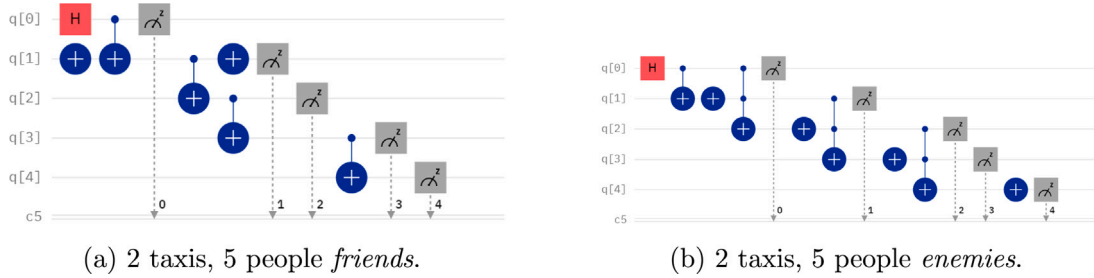 q[0] H z
q[1]
z
q[2]
z
q[3]
z
q[4]
z
c5 0 1 2 3 4
(a) 2 taxis, 5 people friends.
q[0] H z
q[1]
z
q[2]
z
q[3]
z
q[4]
z
c5 0 1 2 3 4
(b) 2 taxis, 5 people enemies.